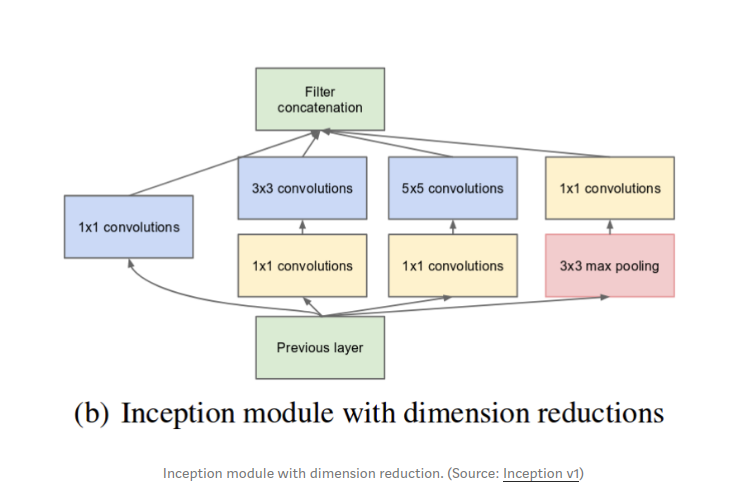 Filter
concatenation
3x3 convolutions
5x5 convolutions
1x1 convolutions
1x1 convolutions
1x1 convolutions
1x1 convolutions
3x3 max pooling
Previous layer
(b) Inception module with dimension reductions
Inception module with dimension reduction. (Source: Inception v1)